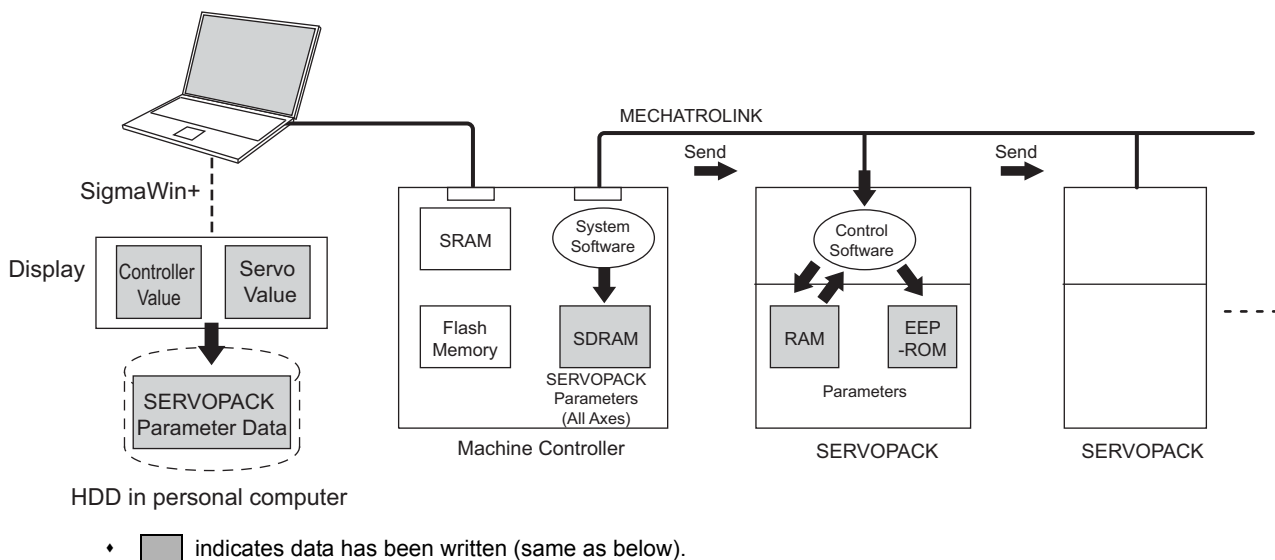 MECHATROLINK
Send
Send
SigmaWin+
SRAM
System
Software
Control
Software
Display
Controller
Value
Servo
Value
Flash
Memory
SDRAM
RAM
EEP
-ROM
SERVOPACK
Parameters
(All Axes)
Parameters
SERVOPACK
Parameter Data
Machine Controller
SERVOPACK
SERVOPACK
HDD in personal computer
♦ indicates data has been written (same as below).